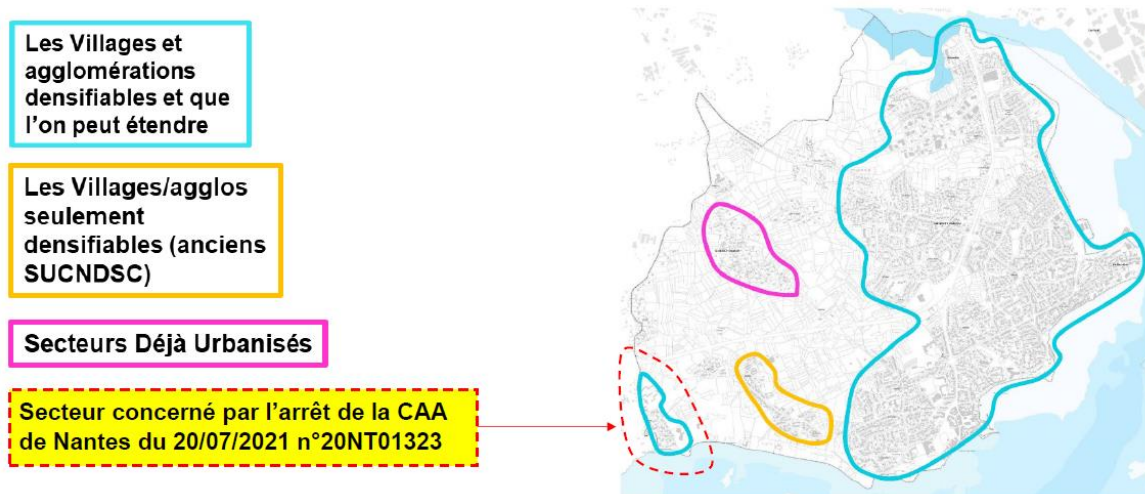 Les Villages et
agglomérations
densifiables et que
l'on peut étendre
Les Villages/agglos
seulement
densifiables (anciens
SUCNDSC)
Secteurs Déjà Urbanisés
Secteur concerné par l'arrêt de la CAA
de Nantes du 20/07/2021 n°20NT01323